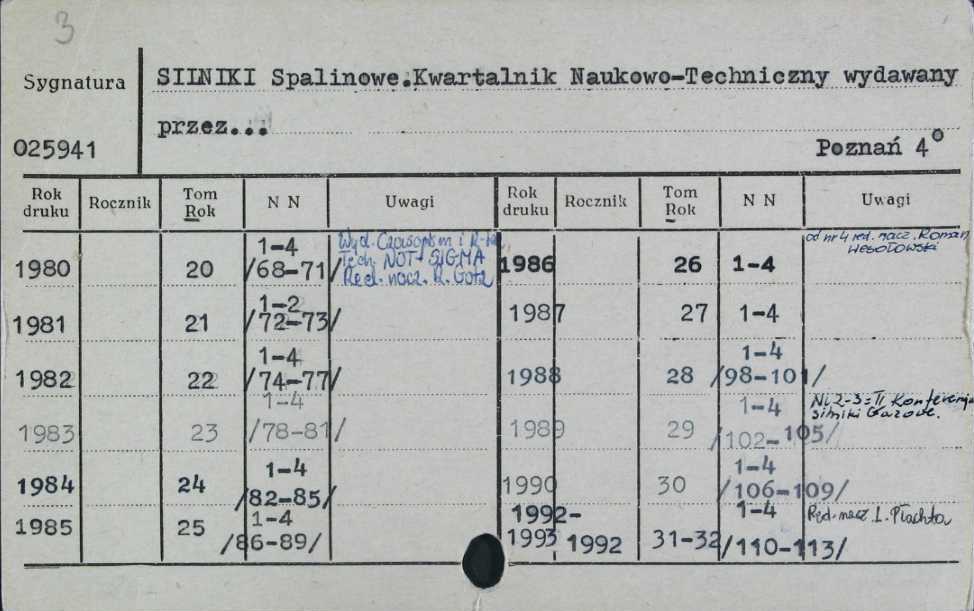 3
Sygnatura
SILNIKI Spalinowe.Kwartalnik Naukowo-Techniczny wydawany
przez...
025941
Poznań 4°
Rok druku Rocznik Tom Rok N N Uwagi Rok druku Rocznik Tom Rok N N Uwagi
1980 20 1-4 /68-71/ Wyd. Czasopism i K-ek Tech. NOT-SIGMA Red. nacz. R. Gotz
1981 21 1-2 /72-73/
1982 22 1-4 /74-77/
1983 23 1-4 /78-81/
1984 24 1-4 /82-85/
1985 25 1-4 /86-89/
1986 26 1-4 od nr 4 red. nacz. Roman Wesołowski
1987 27 1-4
1988 28 1-4 /98-101/
1989 29 1-4 /102-105/ Nr 2-3 = II Konferencja silniki Gazowe.
1990 30 1-4 /106-109/
1992-1993 1992 31-32 1-4 /110-113/ Red. nacz. L. Płachta